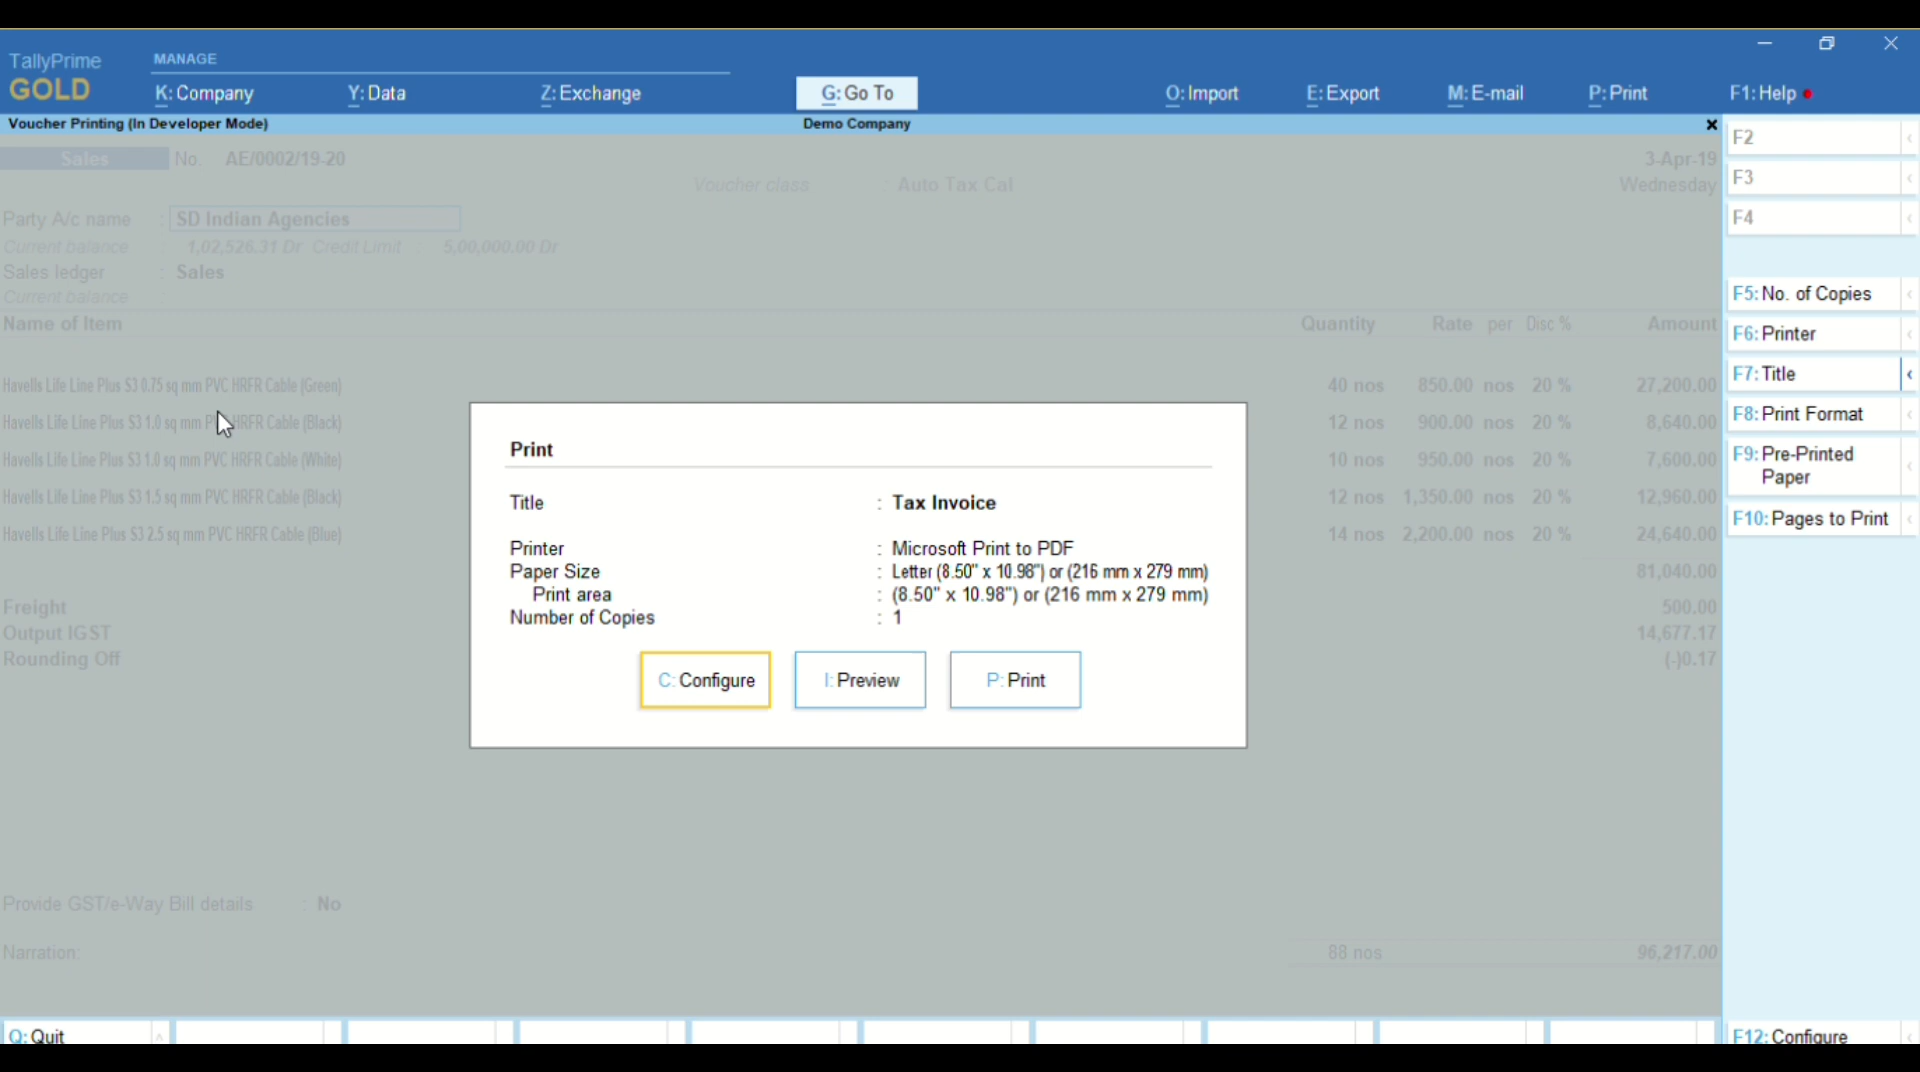 TallyPrime
GOLD
MANAGE
K: Company Y: Data Z: Exchange G: Go To O: Import E: Export M: E-mail P: Print F1: Help
Voucher Printing (In Developer Mode) Demo Company
Sales No. AE/0002/19-20 3-Apr-19
Voucher class : Auto Tax Cal Wednesday
Party A/c name : SD Indian Agencies
Current balance : 1,02,526.31 Dr Credit Limit : 5,00,000.00 Dr
Sales ledger : Sales
Current balance :
Name of Item Quantity Rate per Disc % Amount
Havells Life Line Plus S3 0.75 sq mm PVC HRFR Cable (Green) 40 nos 850.00 nos 20 % 27,200.00
Havells Life Line Plus S3 1.0 sq mm PVC HRFR Cable (Black) 12 nos 900.00 nos 20 % 8,640.00
Havells Life Line Plus S3 1.0 sq mm PVC HRFR Cable (White) 10 nos 950.00 nos 20 % 7,600.00
Havells Life Line Plus S3 1.5 sq mm PVC HRFR Cable (Black) 12 nos 1,350.00 nos 20 % 12,960.00
Havells Life Line Plus S3 2.5 sq mm PVC HRFR Cable (Blue) 14 nos 2,200.00 nos 20 % 24,640.00
81,040.00
Freight 500.00
Output IGST 14,677.17
Rounding Off (-)0.17
Provide GST/e-Way Bill details : No
Narration: 88 nos 96,217.00
Print
Title : Tax Invoice
Printer : Microsoft Print to PDF
Paper Size : Letter (8.50" x 10.98") or (216 mm x 279 mm)
Print area : (8.50" x 10.98") or (216 mm x 279 mm)
Number of Copies : 1
C: Configure I: Preview P: Print
F2
F3
F4
F5: No. of Copies
F6: Printer
F7: Title
F8: Print Format
F9: Pre-Printed
Paper
F10: Pages to Print
Q: Quit F12: Configure